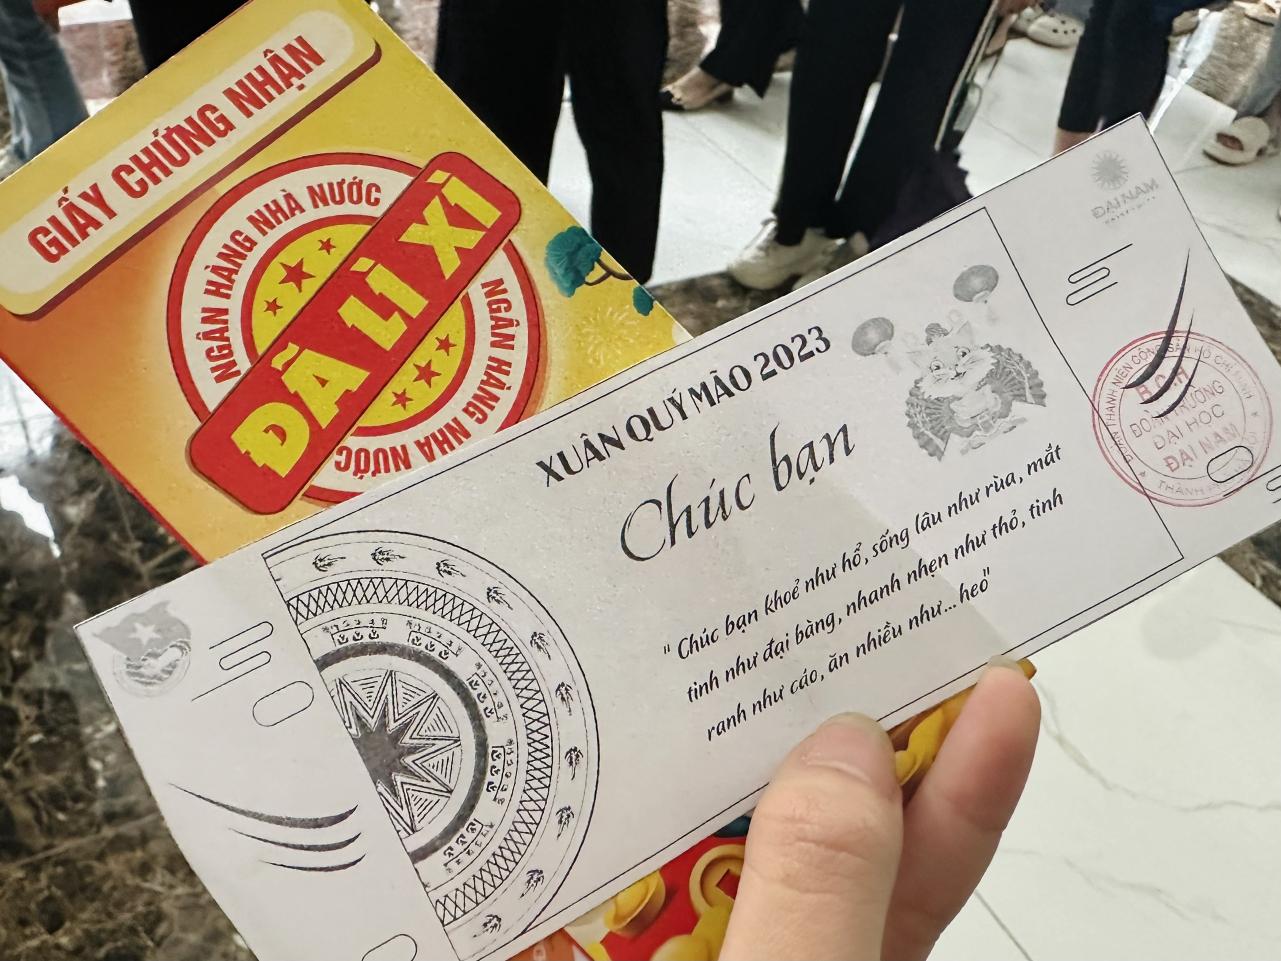 GIẤY CHỨNG NHẬN
NGÂN HÀNG NHÀ NƯỚC
ĐÃ LÌ XÌ
NGÂN HÀNG NHÀ NƯỚC
ĐẠI NAM
XUÂN QUÝ MÃO 2023
Chúc bạn
" Chúc bạn khoẻ như hổ, sống lâu như rùa, mắt
tinh như đại bàng, nhanh nhẹn như thỏ, tinh
ranh như cáo, ăn nhiều như... heo"
B.C.H
ĐOÀN TRƯỜNG
ĐẠI HỌC
ĐẠI NAM